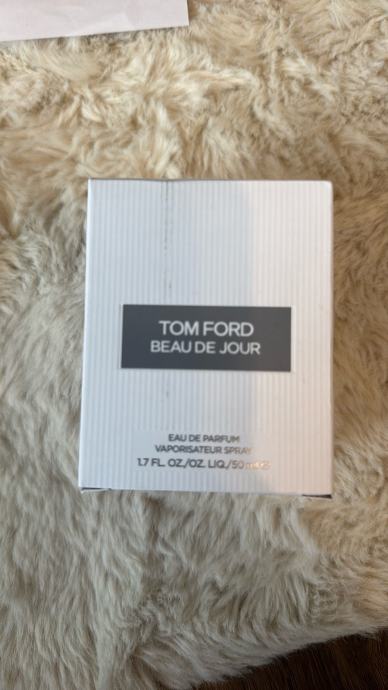 TOM FORD
BEAU DE JOUR
EAU DE PARFUM
VAPORISATEUR SPRAY
1.7 FL. OZ./OZ. LIQ./50